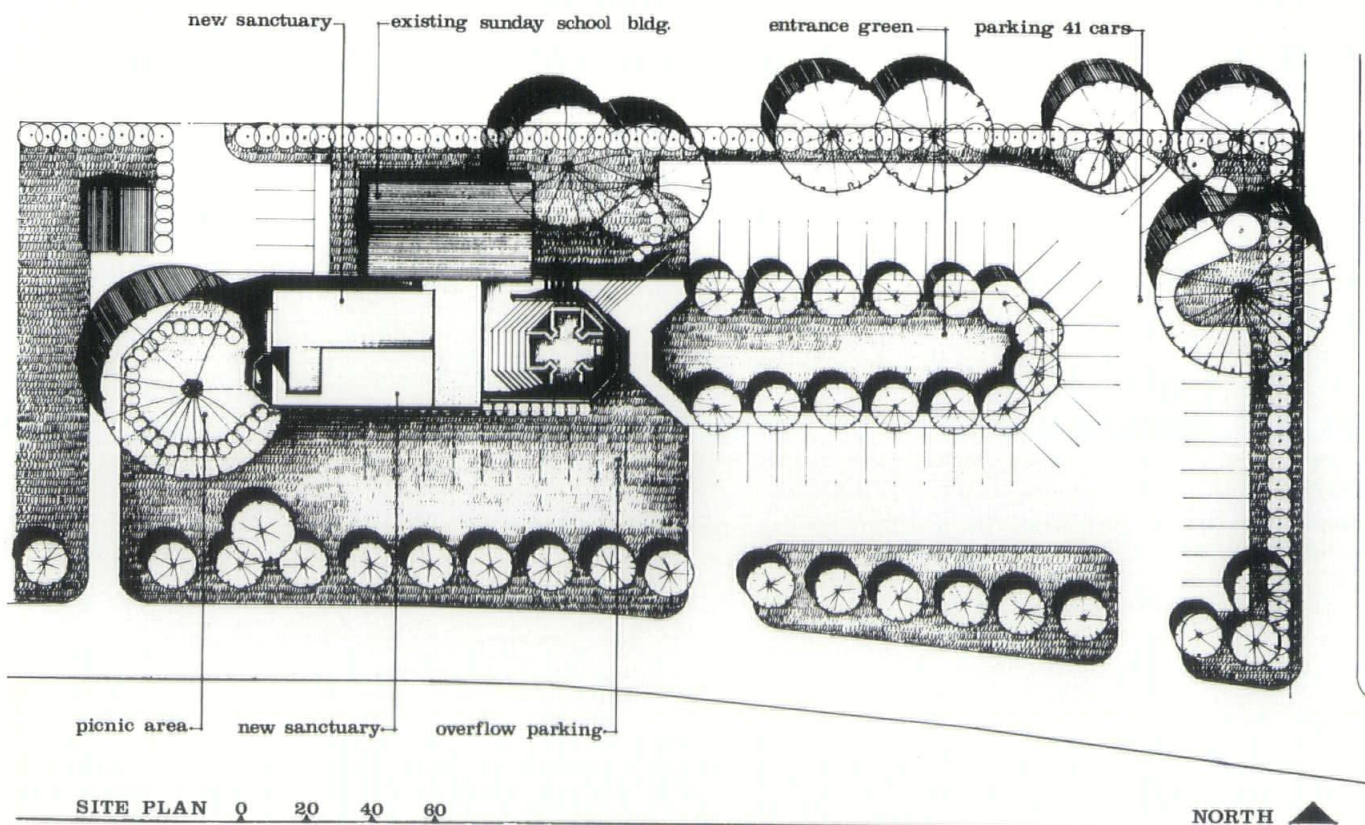 new sanctuary
existing sunday school bldg.
entrance green
parking 41 cars
picnic area
new sanctuary
overflow parking
SITE PLAN 0 20 40 60
NORTH